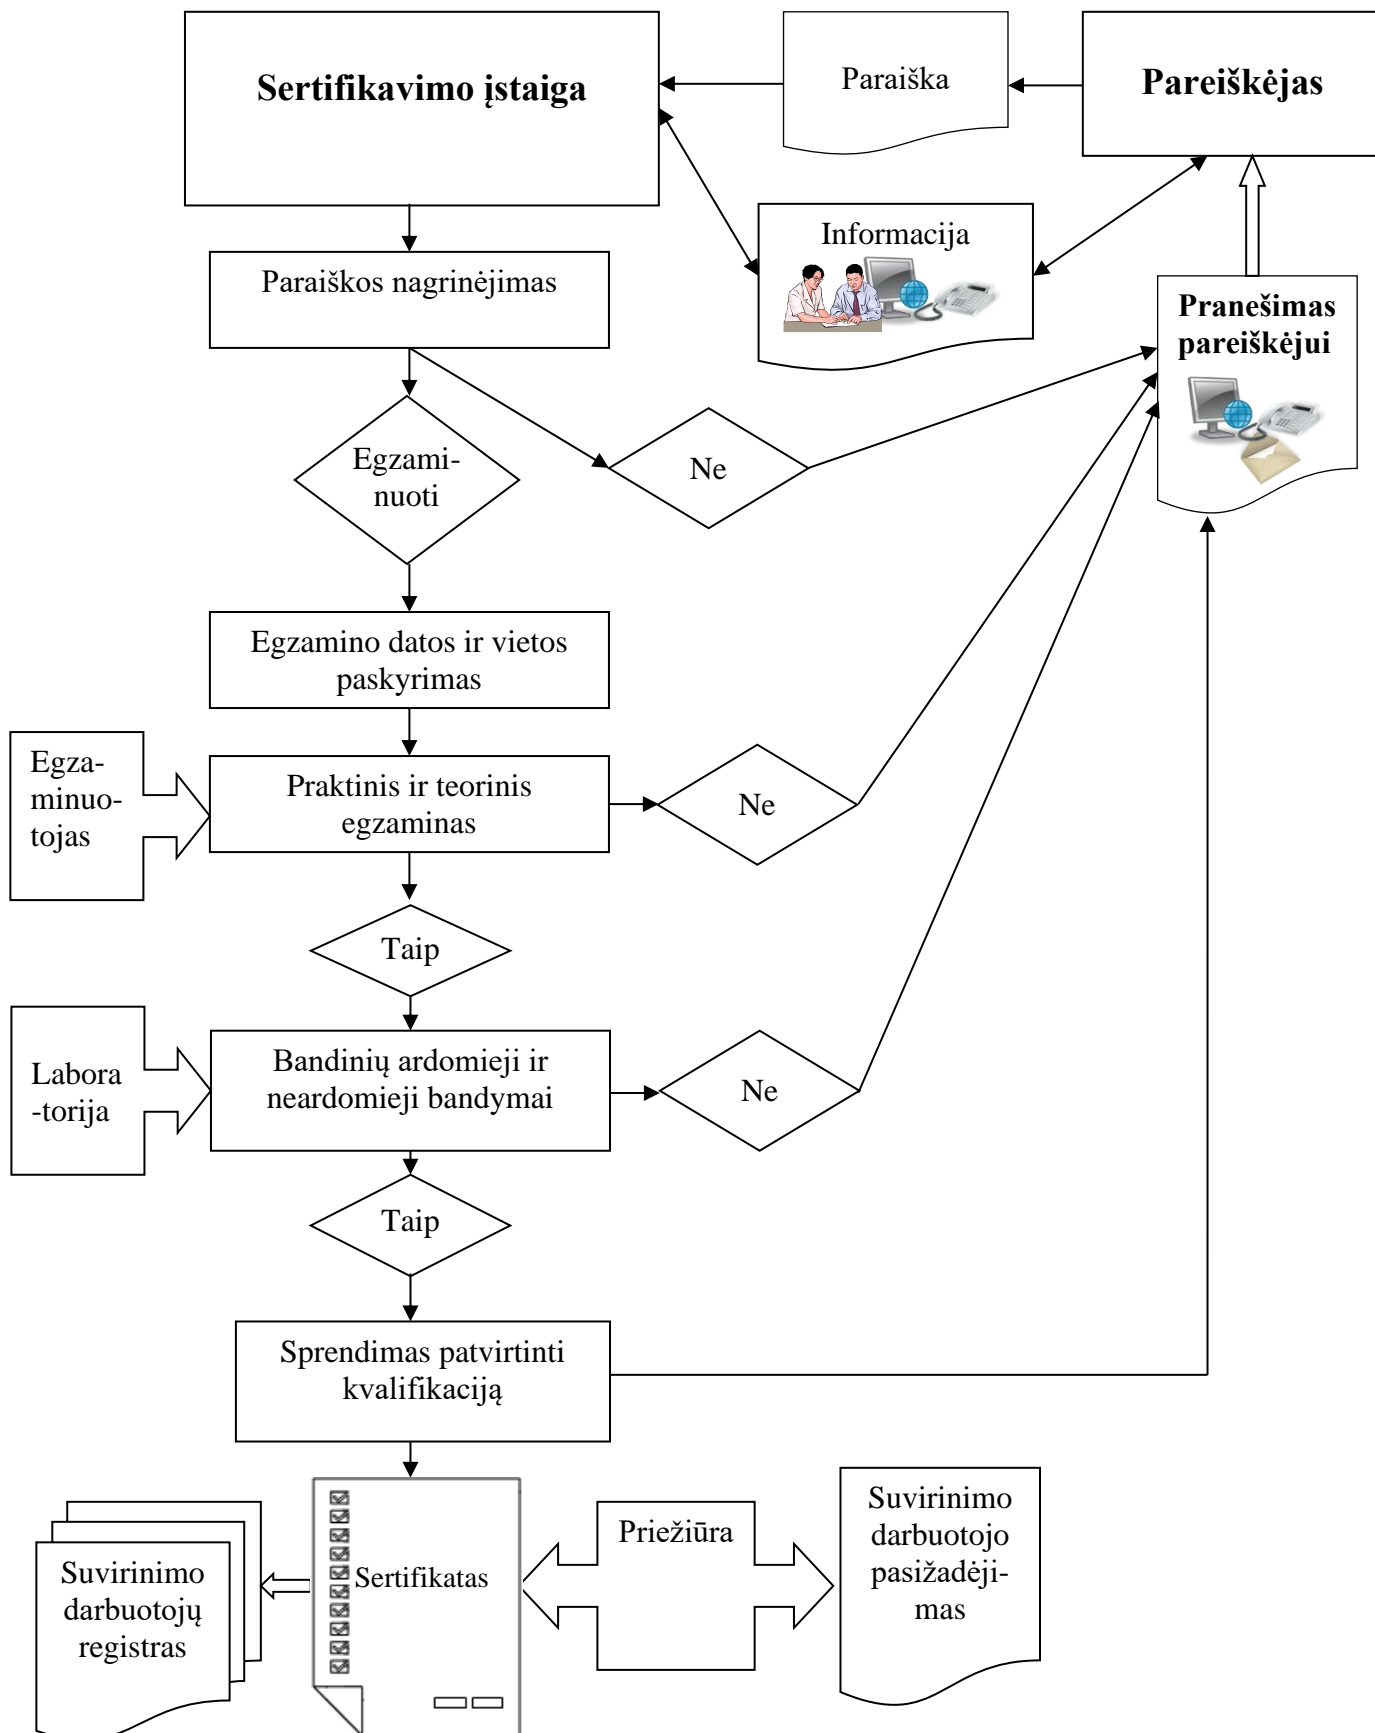 Sertifikavimo įstaiga
Paraiška
Pareiškėjas
Informacija
Paraiškos nagrinėjimas
Pranešimas
pareiškėjui
Egzami-
nuoti
Ne
Egzamino datos ir vietos
paskyrimas
Egza-
minuo-
tojas
Praktinis ir teorinis
egzaminas
Ne
Taip
Labora
-torija
Bandinių ardomieji ir
neardomieji bandymai
Ne
Taip
Sprendimas patvirtinti
kvalifikaciją
Suvirinimo
darbuotojų
registras
Sertifikatas
Priežiūra
Suvirinimo
darbuotojo
pasižadėji-
mas